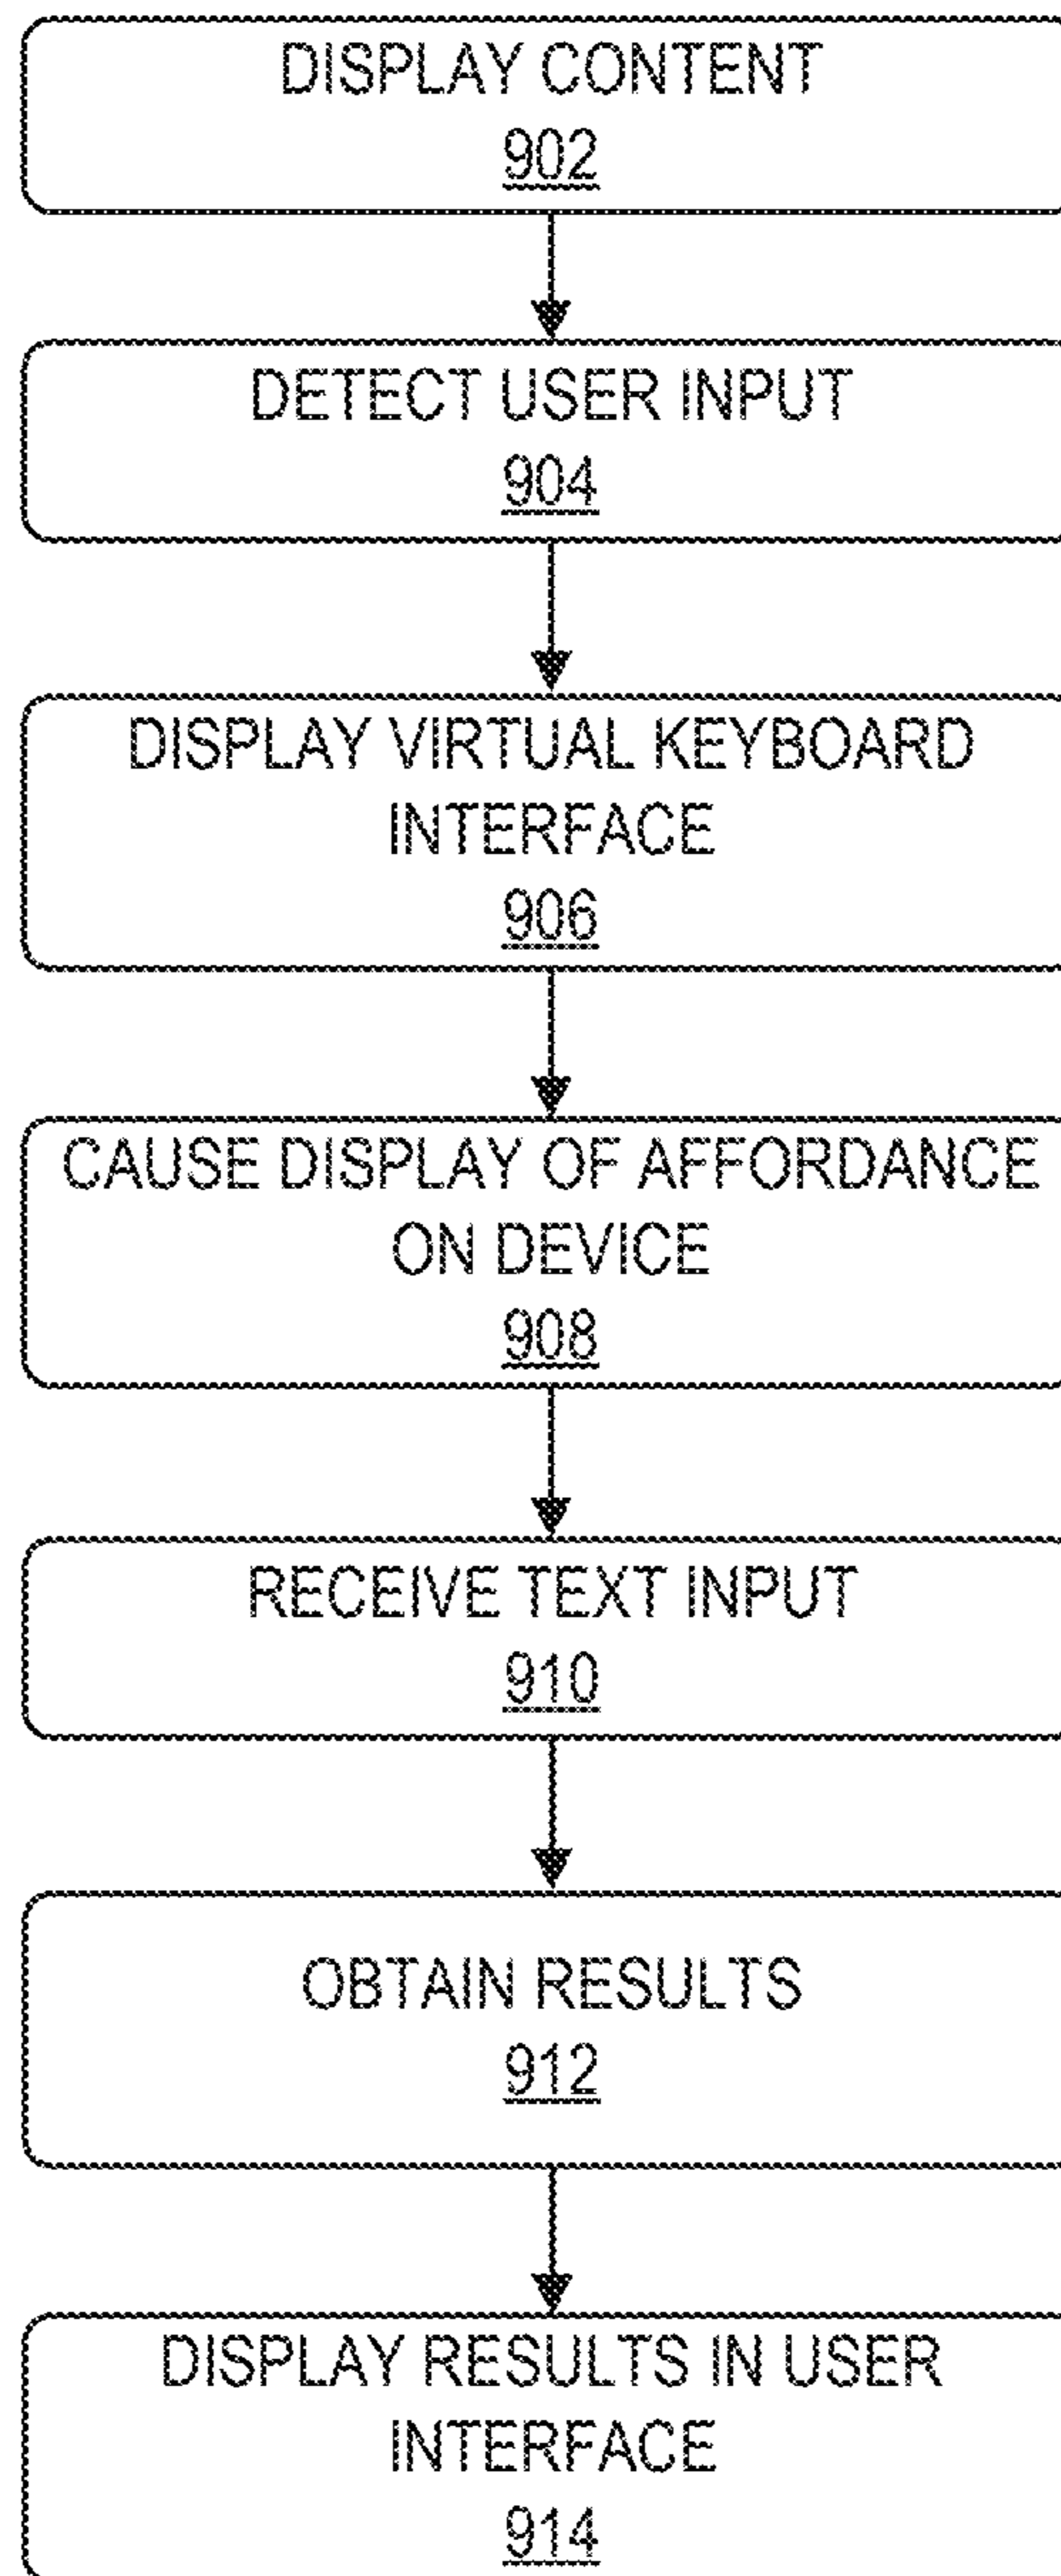 DISPLAY CONTENT
902
DETECT USER INPUT
904
DISPLAY VIRTUAL KEYBOARD
INTERFACE
906
CAUSE DISPLAY OF AFFORDANCE
ON DEVICE
908
RECEIVE TEXT INPUT
910
OBTAIN RESULTS
912
DISPLAY RESULTS IN USER
INTERFACE
914